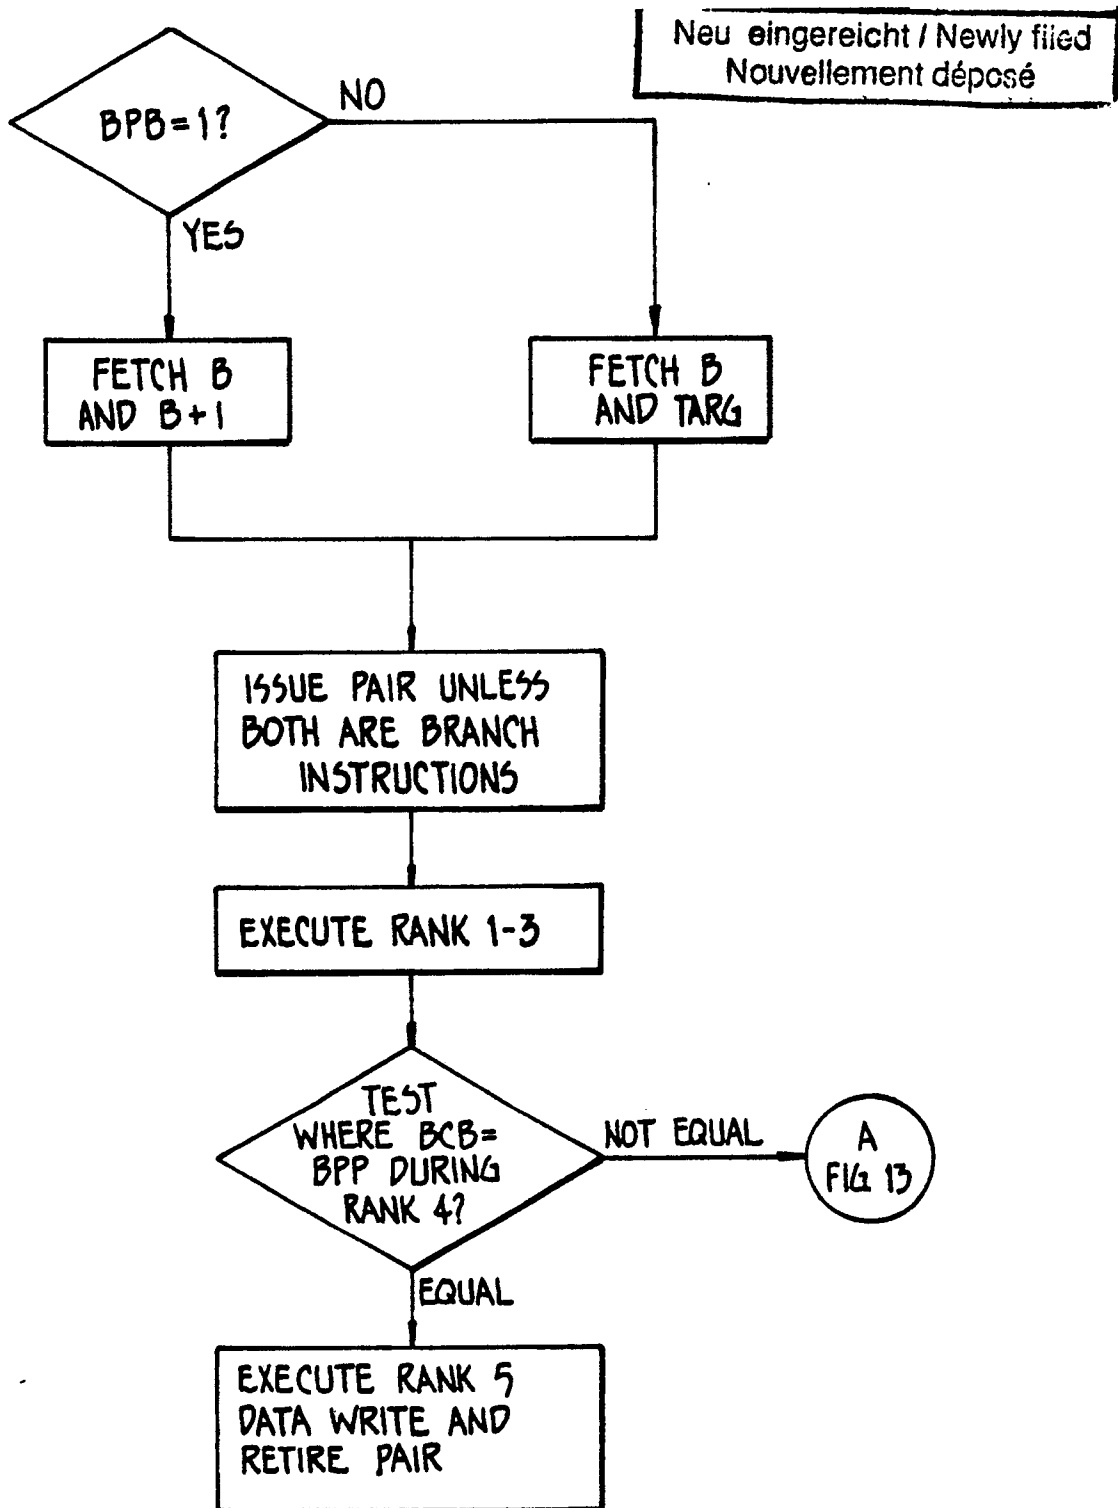 Neu eingereicht / Newly filed
Nouvellement déposé
BPB=1?
NO
YES
FETCH B
AND B+1
FETCH B
AND TARG
ISSUE PAIR UNLESS
BOTH ARE BRANCH
INSTRUCTIONS
EXECUTE RANK 1-3
TEST
WHERE BCB=
BPP DURING
RANK 4?
NOT EQUAL
A
FIG 13
EQUAL
EXECUTE RANK 5
DATA WRITE AND
RETIRE PAIR